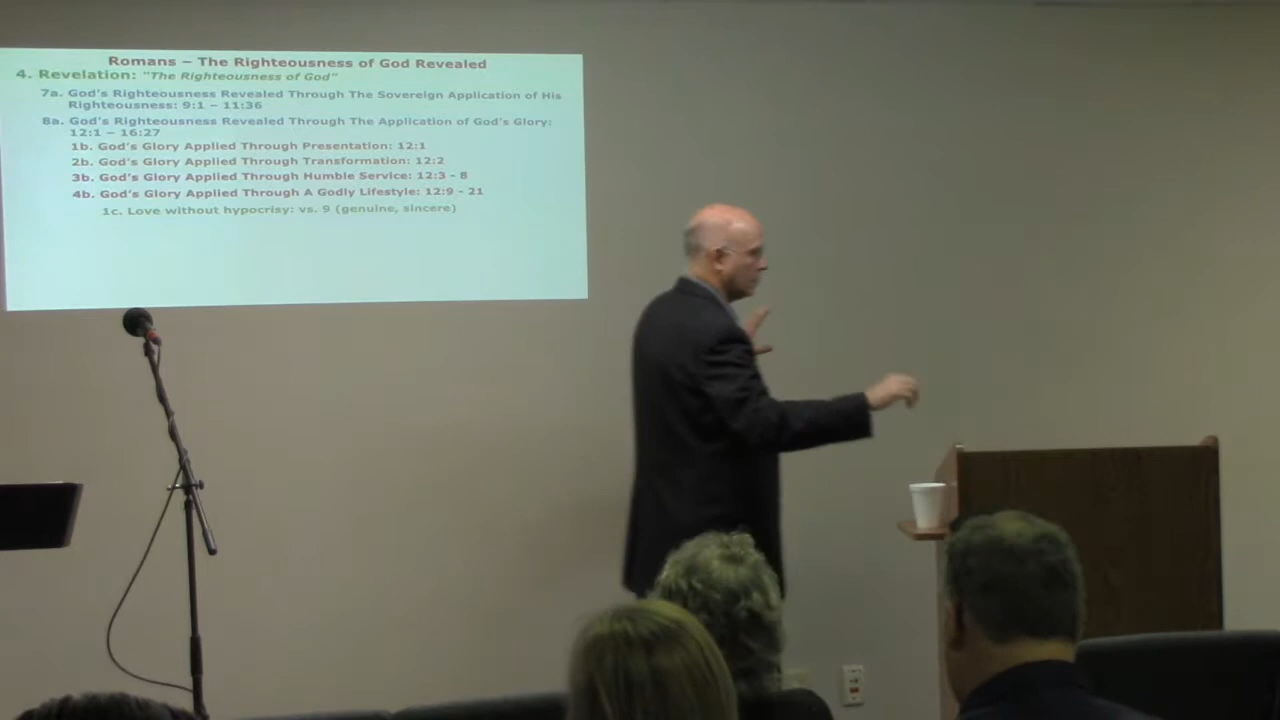 Romans – The Righteousness of God Revealed
4. Revelation: "The Righteousness of God"
7a. God's Righteousness Revealed Through The Sovereign Application of His
Righteousness: 9:1 – 11:36
8a. God's Righteousness Revealed Through The Application of God's Glory:
12:1 – 16:27
1b. God's Glory Applied Through Presentation: 12:1
2b. God's Glory Applied Through Transformation: 12:2
3b. God's Glory Applied Through Humble Service: 12:3 - 8
4b. God's Glory Applied Through A Godly Lifestyle: 12:9 - 21
1c. Love without hypocrisy: vs. 9 (genuine, sincere)